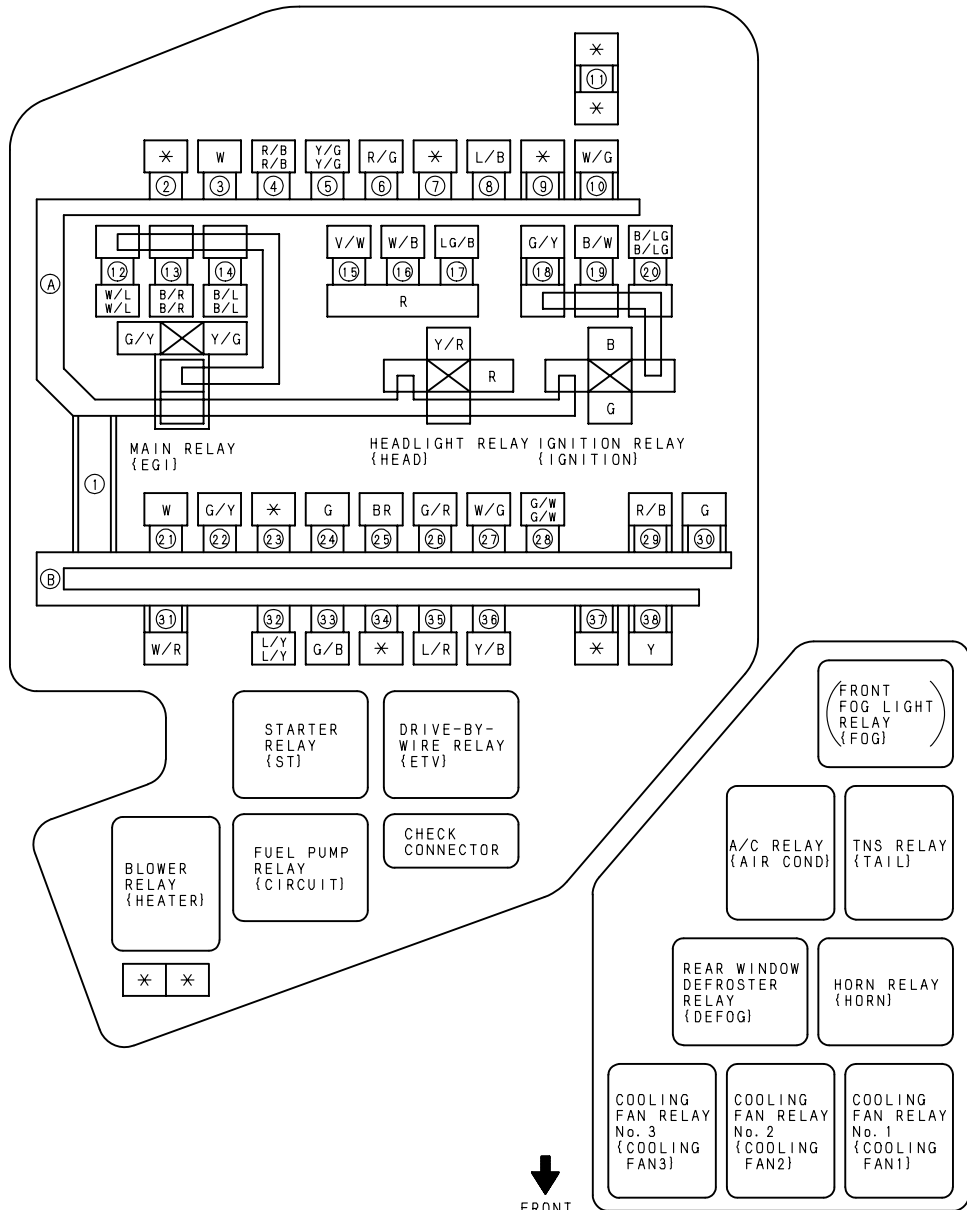 *
11
*
* W R/B Y/G R/G * L/B * W/G
R/B Y/G
2 3 4 5 6 7 8 9 10
V/W W/B LG/B G/Y B/W B/LG
B/LG
A 12 13 14 15 16 17 18 19 20
W/L B/R B/L R
W/L B/R B/L
G/Y Y/G Y/R B
R
G
MAIN RELAY
{EGI}
HEADLIGHT RELAY
{HEAD}
IGNITION RELAY
{IGNITION}
1
W G/Y * G BR G/R W/G G/W R/B G
G/W
21 22 23 24 25 26 27 28 29 30
B
31 32 33 34 35 36 37 38
W/R L/Y G/B * L/R Y/B * Y
L/Y
STARTER
RELAY
{ST}
DRIVE-BY-
WIRE RELAY
{ETV}
(FRONT
FOG LIGHT
RELAY
{FOG})
BLOWER
RELAY
{HEATER}
FUEL PUMP
RELAY
{CIRCUIT}
CHECK
CONNECTOR
A/C RELAY
{AIR COND}
TNS RELAY
{TAIL}
* *
REAR WINDOW
DEFROSTER
RELAY
{DEFOG}
HORN RELAY
{HORN}
COOLING
FAN RELAY
No. 3
{COOLING
FAN3}
COOLING
FAN RELAY
No. 2
{COOLING
FAN2}
COOLING
FAN RELAY
No. 1
{COOLING
FAN1}
FRONT